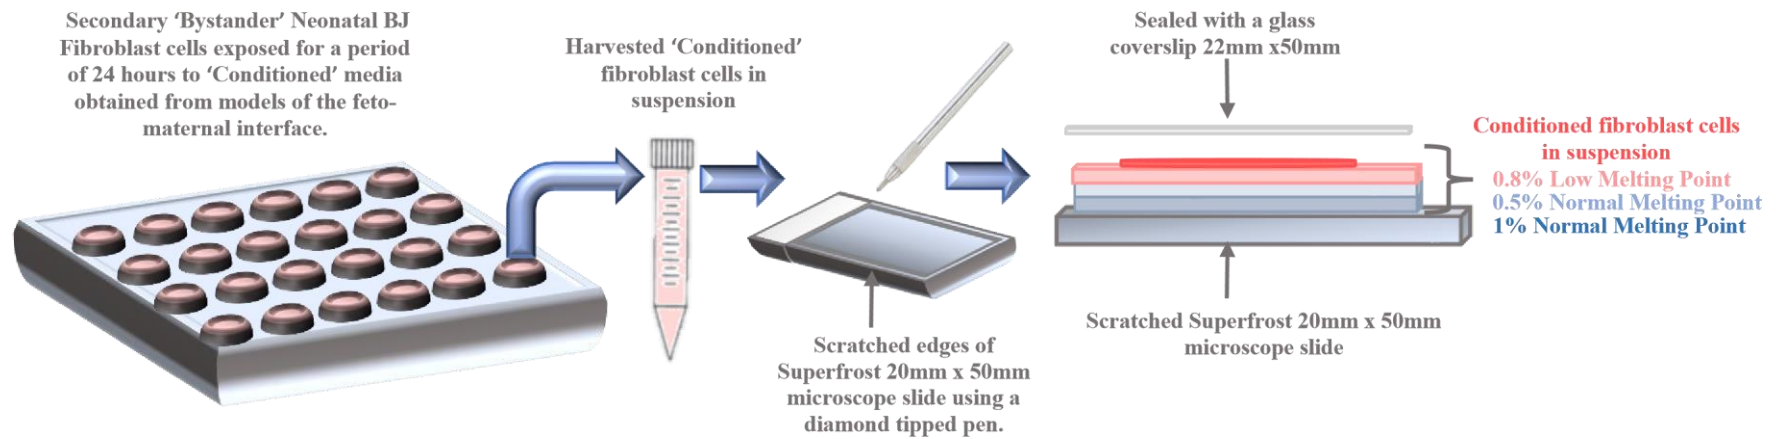 Secondary ‘Bystander’ Neonatal BJ
Fibroblast cells exposed for a period
of 24 hours to ‘Conditioned’ media
obtained from models of the feto-
maternal interface.
Harvested ‘Conditioned’
fibroblast cells in
suspension
Scratched edges of
Superfrost 20mm x 50mm
microscope slide using a
diamond tipped pen.
Sealed with a glass
coverslip 22mm x50mm
Conditioned fibroblast cells
in suspension
0.8% Low Melting Point
0.5% Normal Melting Point
1% Normal Melting Point
Scratched Superfrost 20mm x 50mm
microscope slide